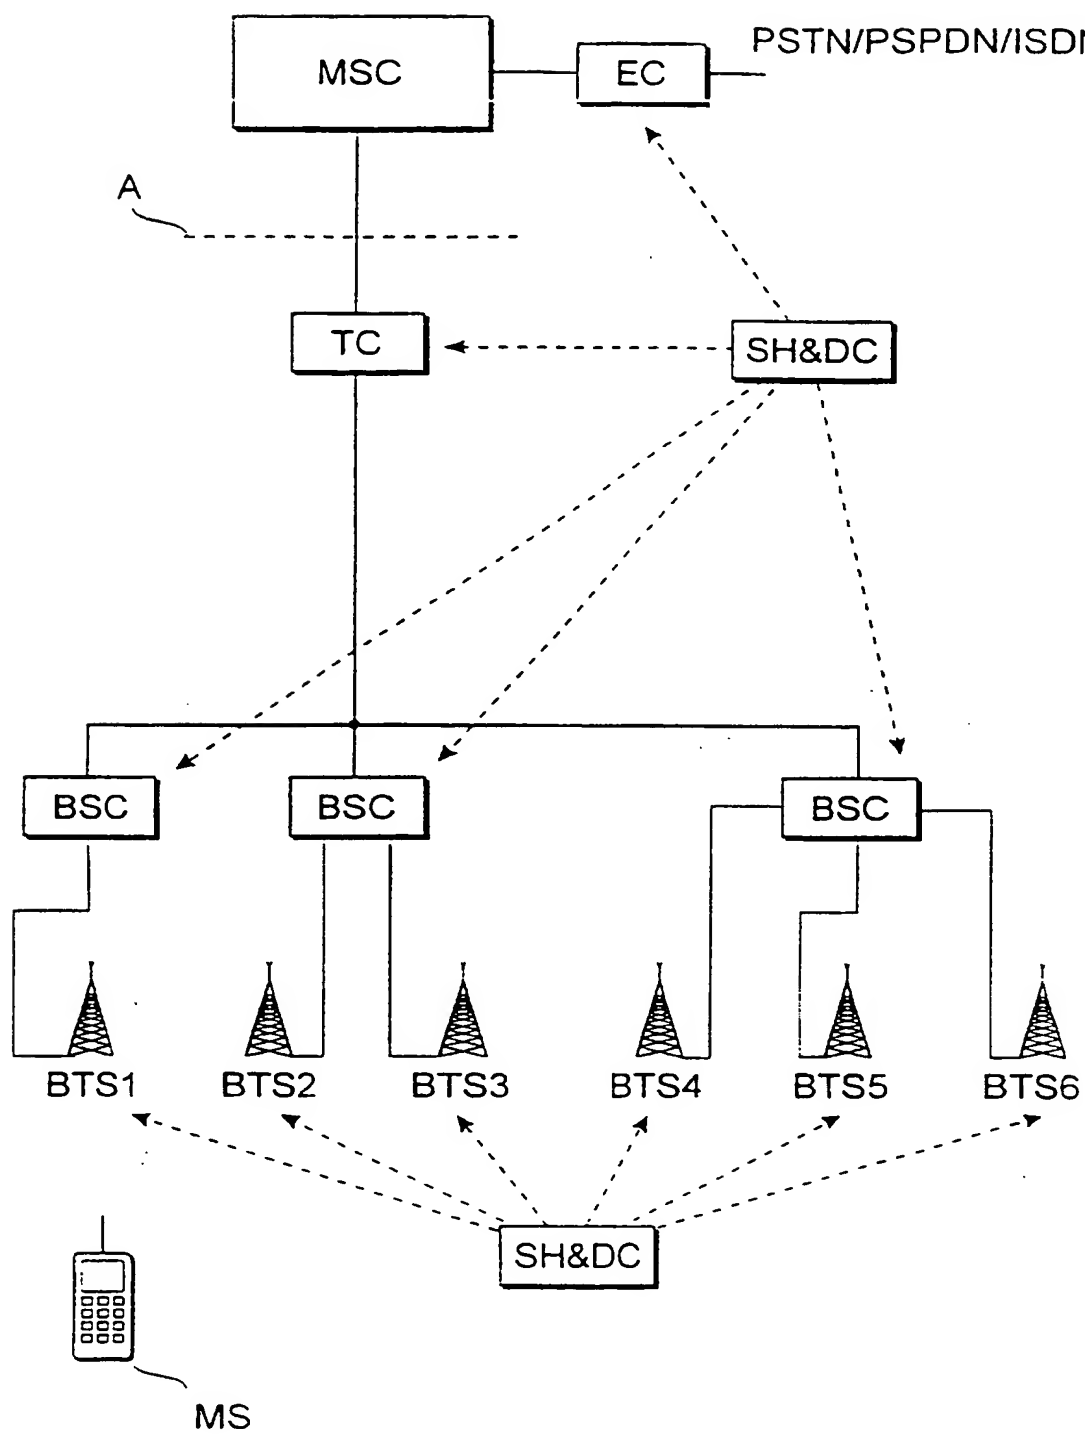 PSTN/PSPDN/ISDI
MSC
EC
A
TC
SH&DC
BSC
BSC
BSC
BTS1
BTS2
BTS3
BTS4
BTS5
BTS6
SH&DC
MS